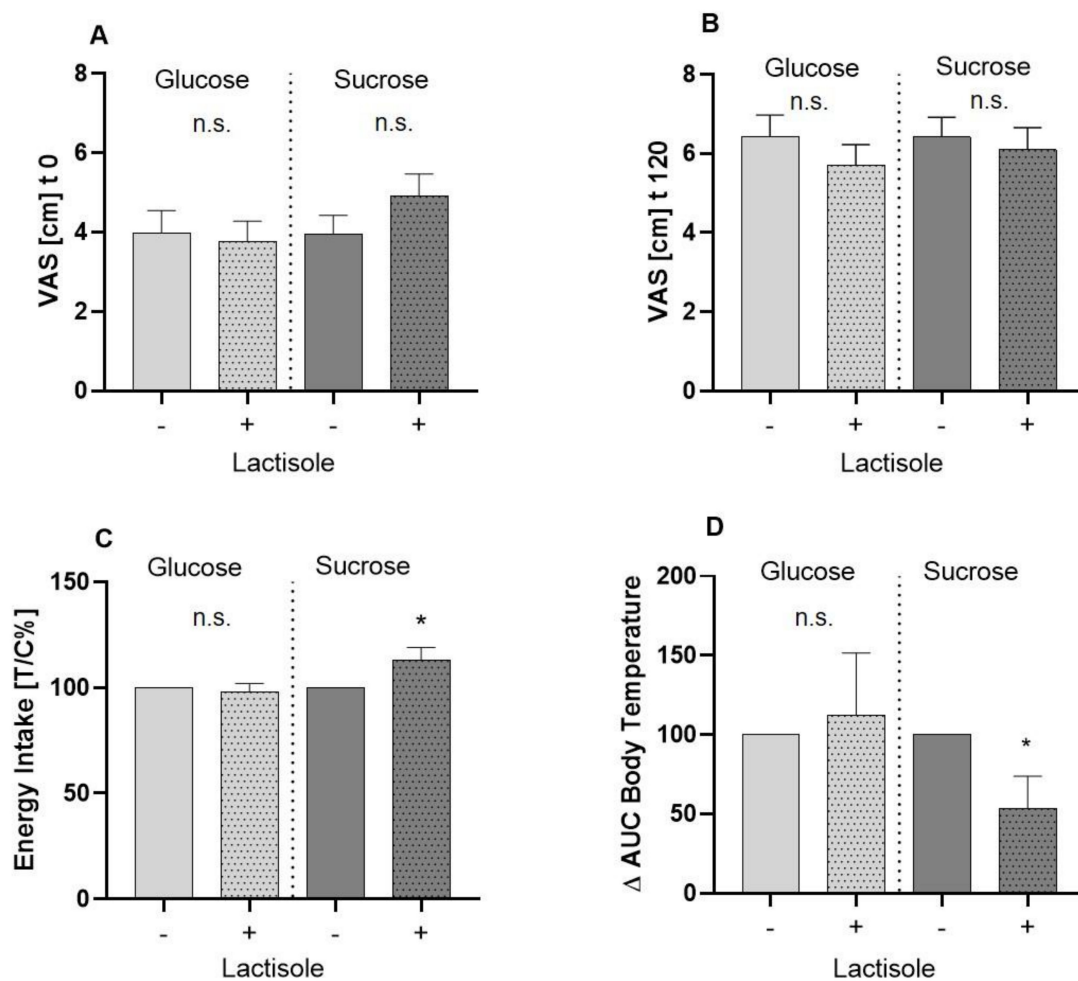 A
Glucose Sucrose
n.s. n.s.
VAS [cm] t 0
8
6
4
2
0
- + - +
Lactisole
B
Glucose Sucrose
n.s. n.s.
VAS [cm] t 120
8
6
4
2
0
- + - +
Lactisole
C
Glucose Sucrose
n.s. *
Energy Intake [T/C%]
150
100
50
0
- + - +
Lactisole
D
Glucose Sucrose
n.s. *
Δ AUC Body Temperature
200
150
100
50
0
- + - +
Lactisole